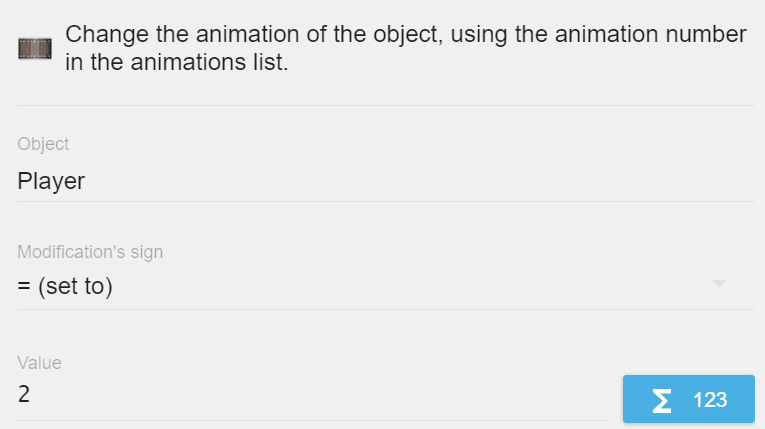 Change the animation of the object, using the animation number
in the animations list.
Object
Player
Modification's sign
= (set to)
Value
2
Σ 123